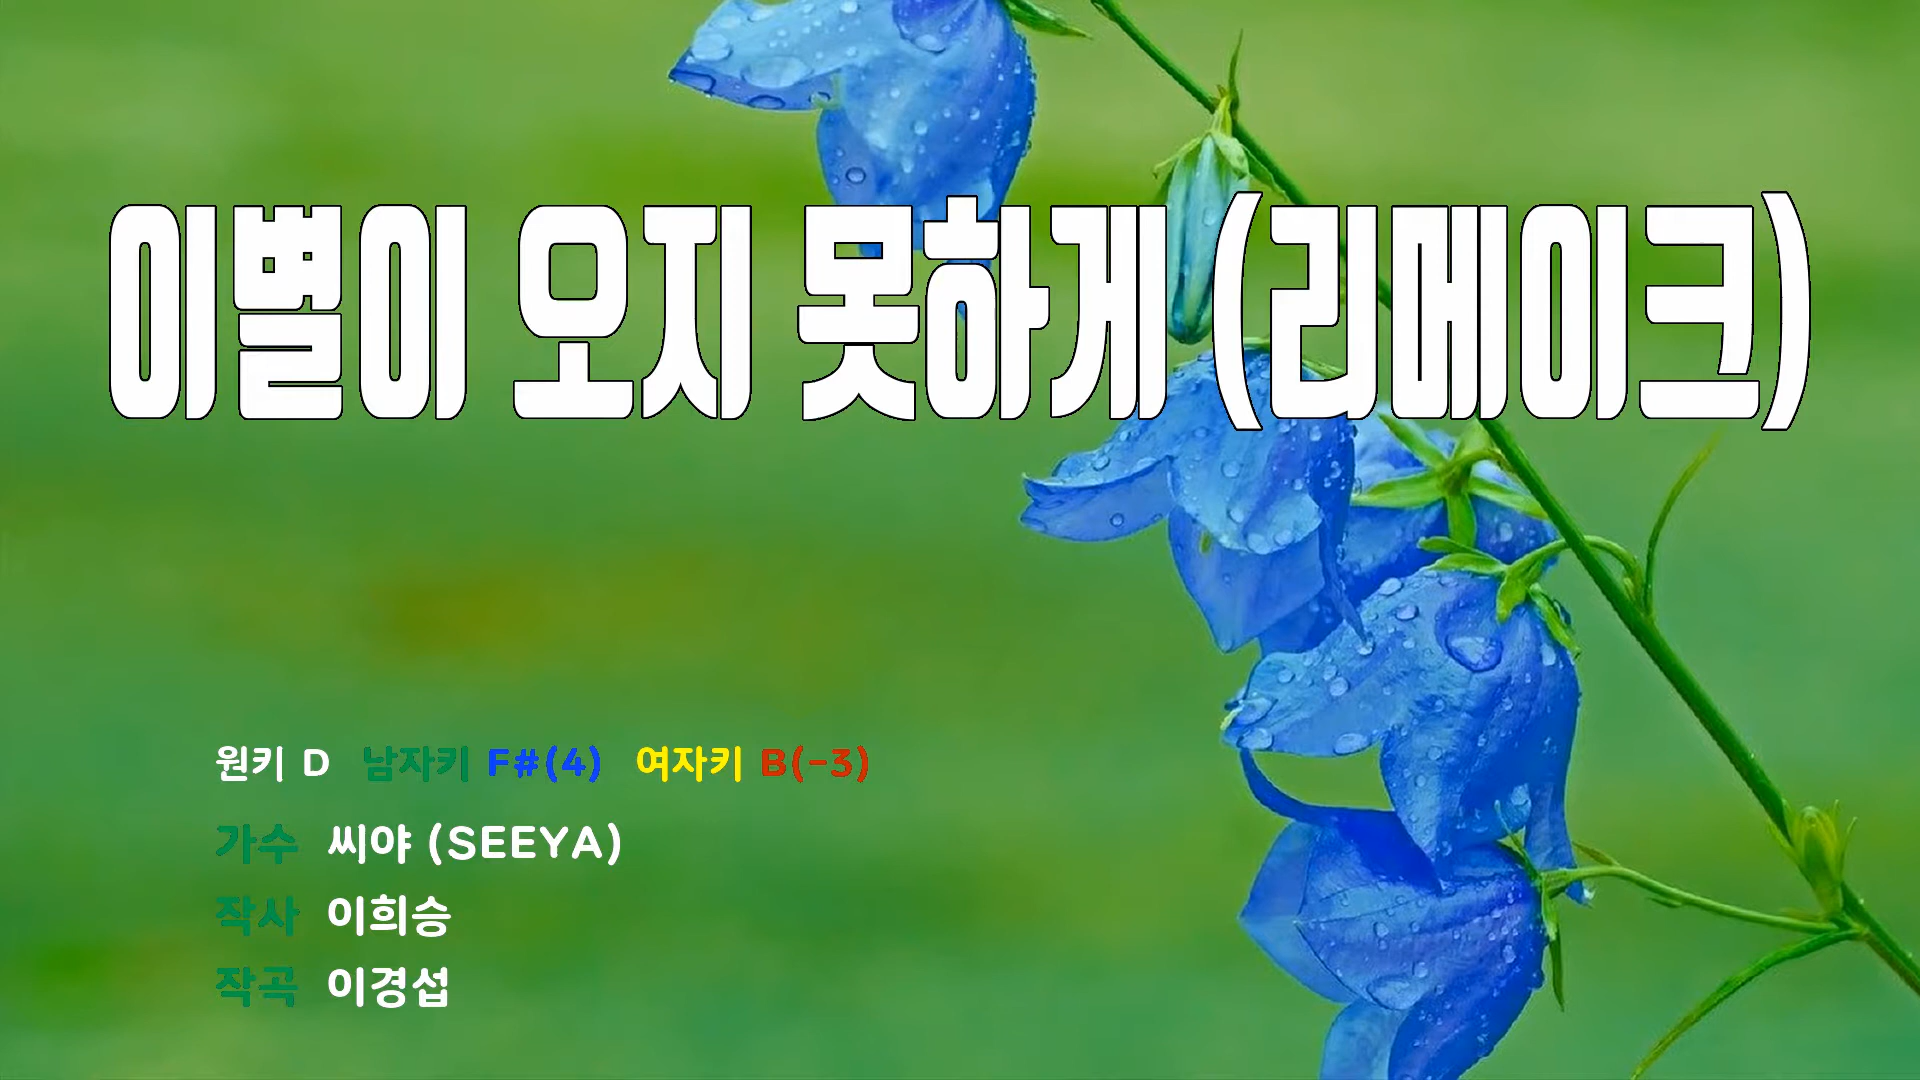 이별이 오지 못하게 (리메이크)
원키 D 남자키 F#(4) 여자키 B(-3)
가수 씨야 (SEEYA)
작사 이희승
작곡 이경섭